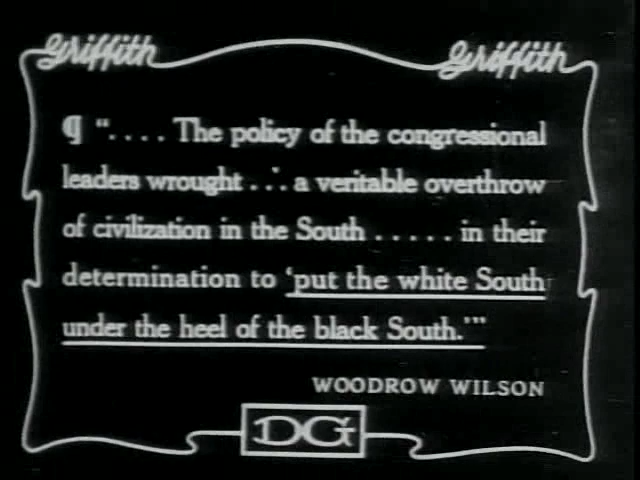 Griffith Griffith
¶ ". . . . The policy of the congressional
leaders wrought . . . a veritable overthrow
of civilization in the South . . . . . in their
determination to 'put the white South
under the heel of the black South.'"
WOODROW WILSON
DG